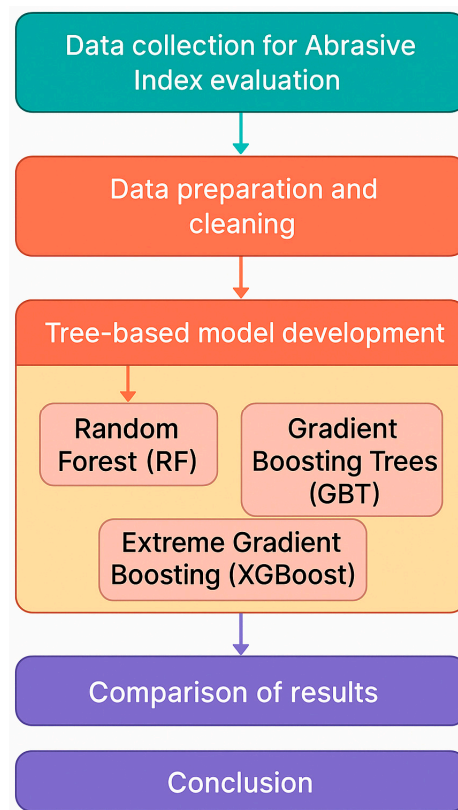 Data collection for Abrasive
Index evaluation
Data preparation and
cleaning
Tree-based model development
Random
Forest (RF)
Gradient
Boosting Trees
(GBT)
Extreme Gradient
Boosting (XGBoost)
Comparison of results
Conclusion